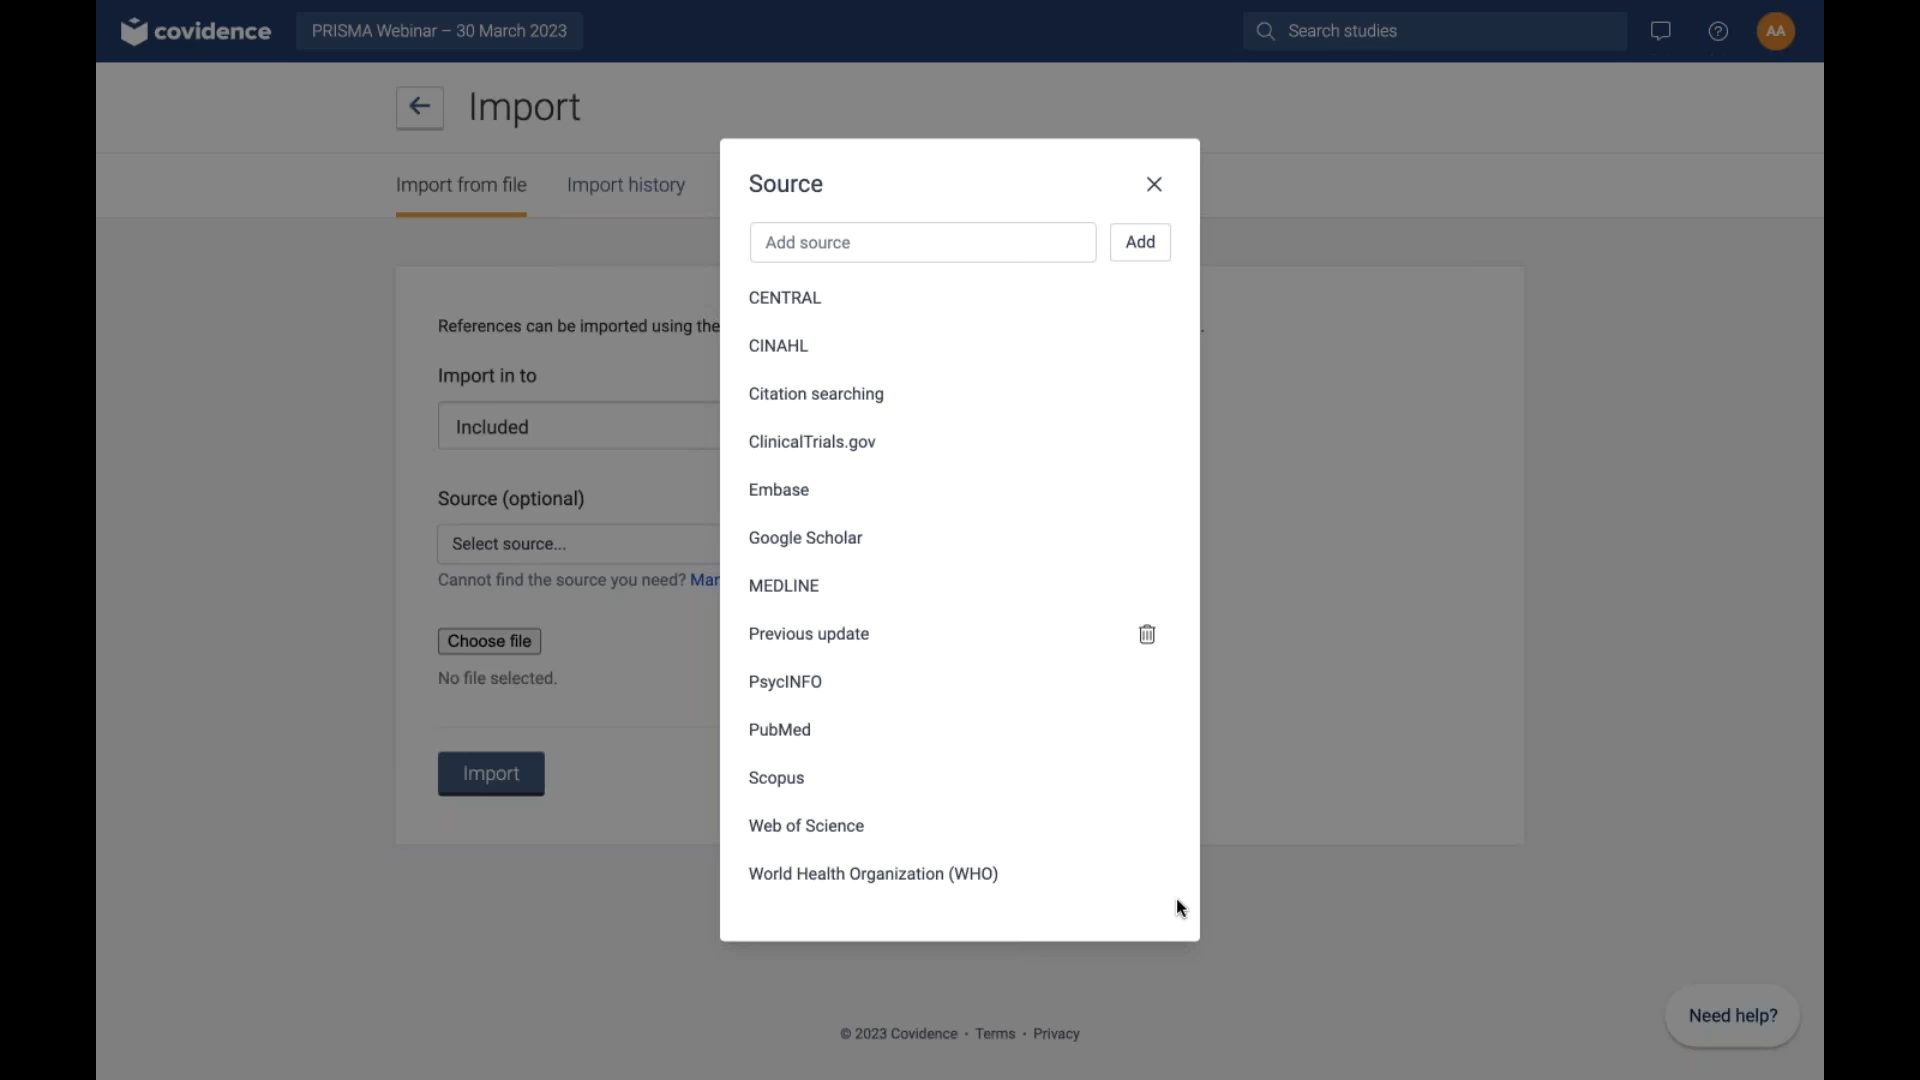 covidence
PRISMA Webinar – 30 March 2023
Search studies
AA
Import
Import from file
Import history
Source
Add source
Add
CENTRAL
CINAHL
Citation searching
ClinicalTrials.gov
Embase
Google Scholar
MEDLINE
Previous update
PsycINFO
PubMed
Scopus
Web of Science
World Health Organization (WHO)
References can be imported using the
Import in to
Included
Source (optional)
Select source...
Cannot find the source you need?
Choose file
No file selected.
Import
© 2023 Covidence · Terms · Privacy
Need help?